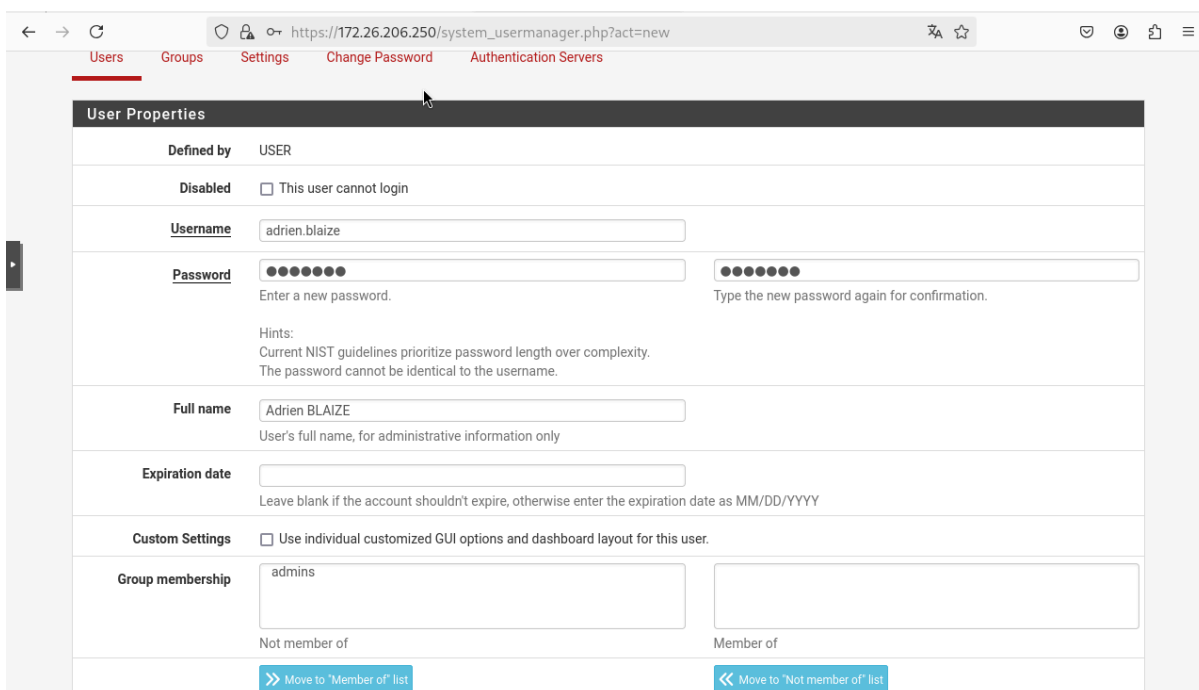 https://172.26.206.250/system_usermanager.php?act=new
Users Groups Settings Change Password Authentication Servers
User Properties
Defined by USER
Disabled This user cannot login
Username adrien.blaize
Password ●●●●●●● ●●●●●●●
Enter a new password. Type the new password again for confirmation.
Hints:
Current NIST guidelines prioritize password length over complexity.
The password cannot be identical to the username.
Full name Adrien BLAIZE
User's full name, for administrative information only
Expiration date
Leave blank if the account shouldn't expire, otherwise enter the expiration date as MM/DD/YYYY
Custom Settings Use individual customized GUI options and dashboard layout for this user.
Group membership admins
Not member of Member of
Move to "Member of" list Move to "Not member of" list